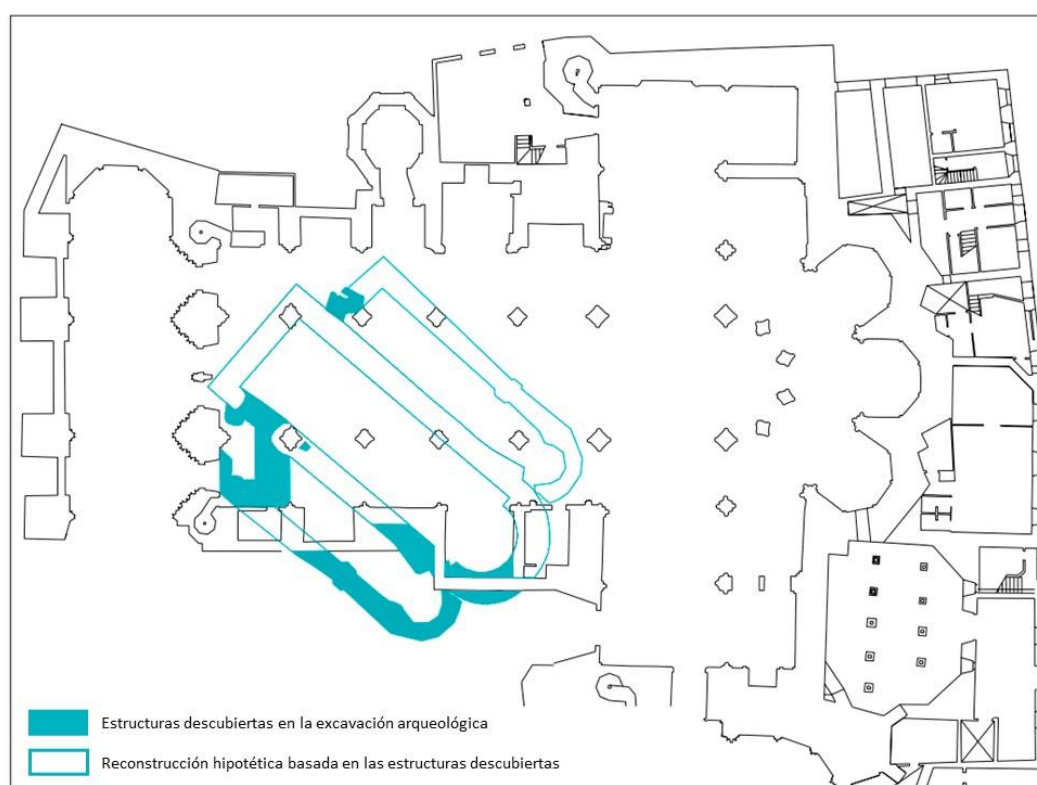 Estructuras descubiertas en la excavación arqueológica
Reconstrucción hipotética basada en las estructuras descubiertas